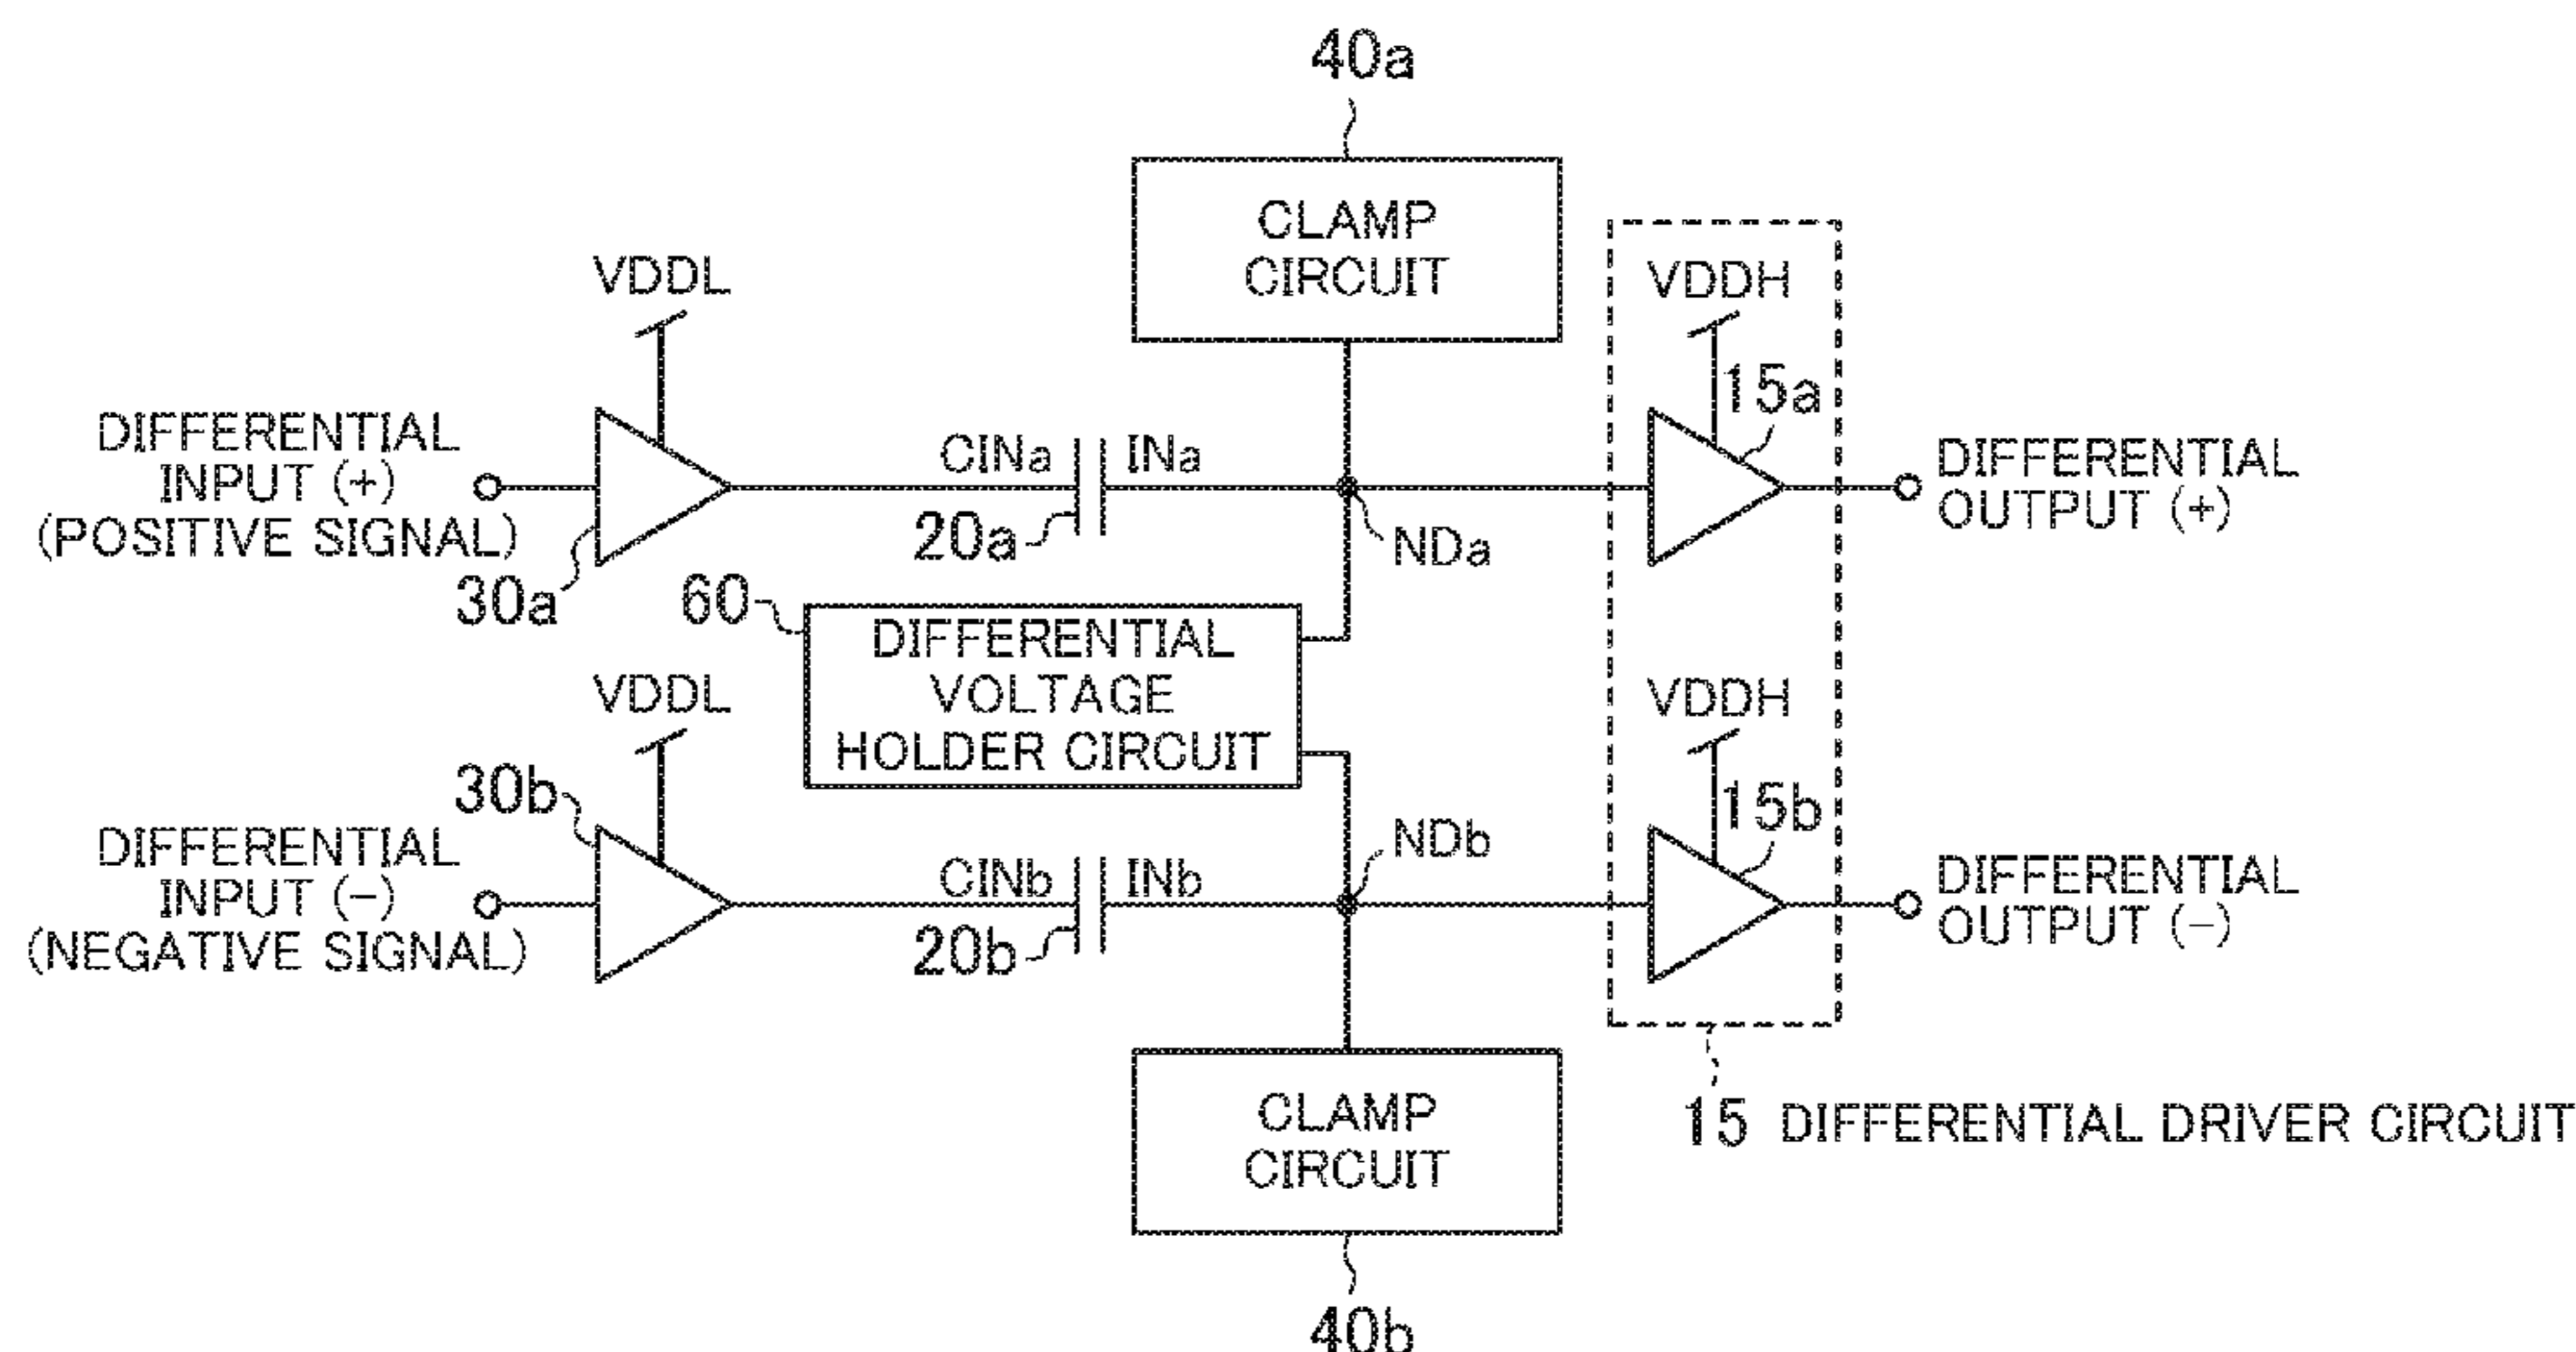 40a
CLAMP
CIRCUIT
VDDL
VDDH
15a
DIFFERENTIAL
INPUT (+)
(POSITIVE SIGNAL)
30a
CINa
INa
20a
NDa
DIFFERENTIAL
OUTPUT (+)
60
DIFFERENTIAL
VOLTAGE
HOLDER CIRCUIT
VDDL
VDDH
30b
15b
DIFFERENTIAL
INPUT (−)
(NEGATIVE SIGNAL)
CINb
INb
20b
NDb
DIFFERENTIAL
OUTPUT (−)
CLAMP
CIRCUIT
15 DIFFERENTIAL DRIVER CIRCUIT
40b